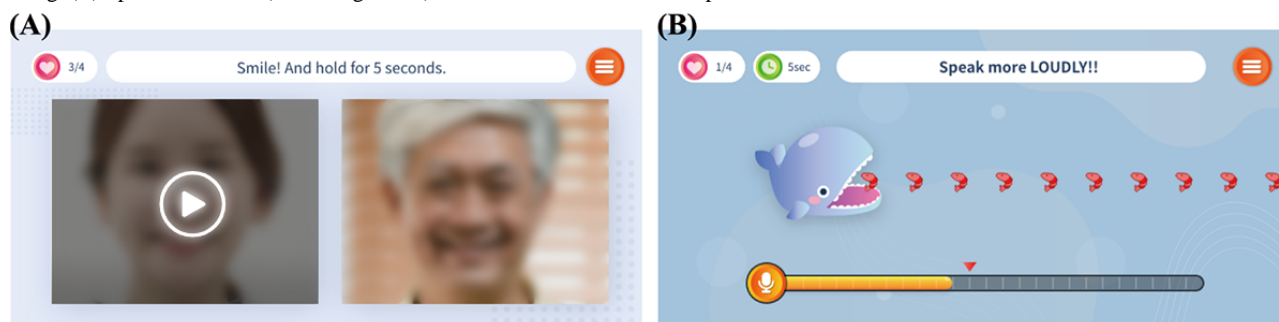 (A)
3/4
Smile! And hold for 5 seconds.
(B)
1/4
5sec
Speak more LOUDLY!!